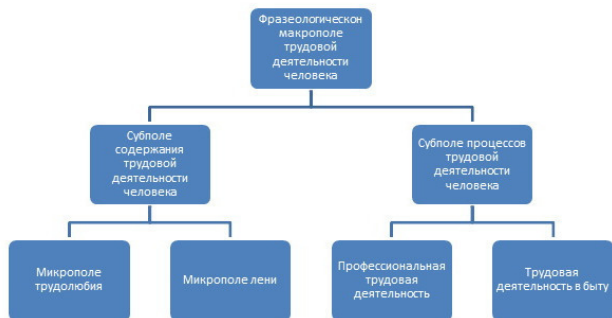 Фразеологическон
макрополе
трудовой
деятельности
человека
Субполе
содержания
трудовой
деятельности
человека
Субполе процессов
трудовой
деятельности
человека
Микрополе
трудолюбия
Микрополе лени
Профессиональная
трудовая
деятельность
Трудовая
деятельность в быту